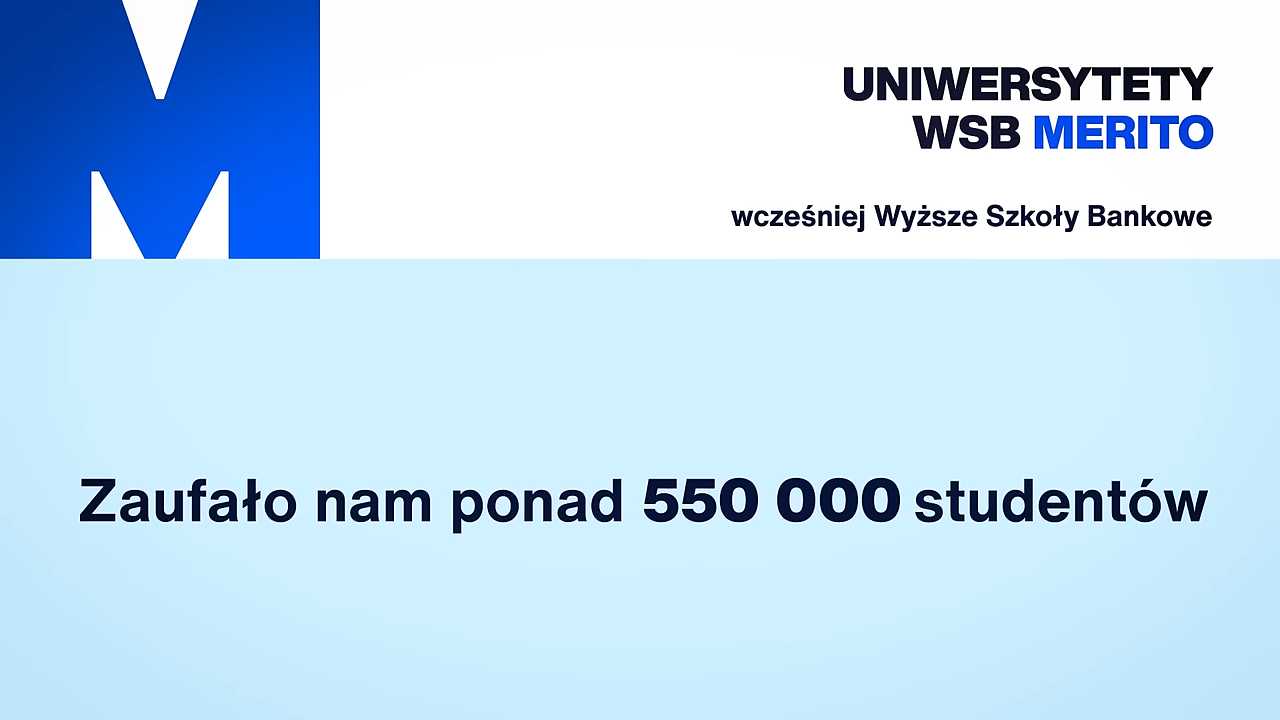 UNIWERSYTETY
WSB MERITO
wcześniej Wyższe Szkoły Bankowe
Zaufało nam ponad 550 000 studentów